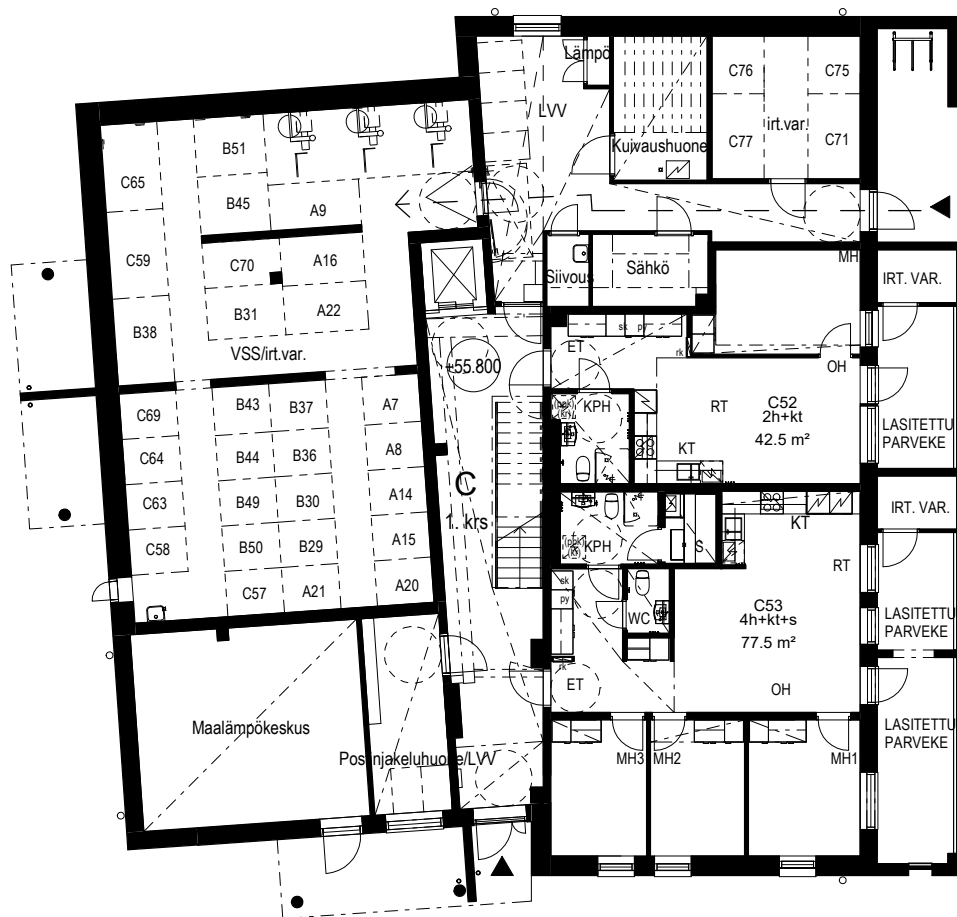 Lämpö
LVV
Kuivaushuone
C76
C75
C77
irt.var.
C71
B51
C65
B45
A9
C59
C70
A16
B38
B31
A22
VSS/irt.var.
Siivous
Sähkö
MH
IRT. VAR.
±55.800
ET
sk
py
rk
OH
C69
B43
B37
A7
C64
B44
B36
A8
C63
B49
B30
A14
C58
B50
B29
A15
C57
A21
A20
C
1. krs
KPH
RT
C52
2h+kt
42.5 m²
KT
LASITETTU
PARVEKE
IRT. VAR.
KPH
S
KT
RT
sk
py
WC
rk
ET
C53
4h+kt+s
77.5 m²
OH
LASITETTU
PARVEKE
LASITETTU
PARVEKE
Maalämpökeskus
Postinjakeluhuone/LVV
MH3
MH2
MH1